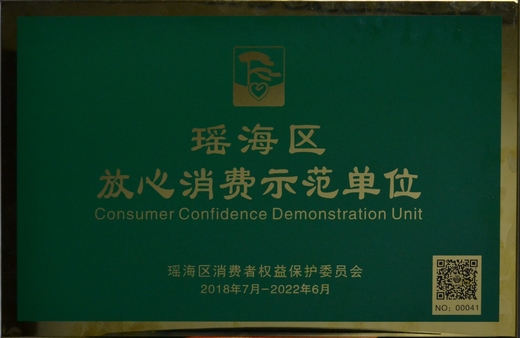 瑶海区
放心消费示范单位
Consumer Confidence Demonstration Unit
瑶海区消费者权益保护委员会
2018年7月-2022年6月
NO: 00041